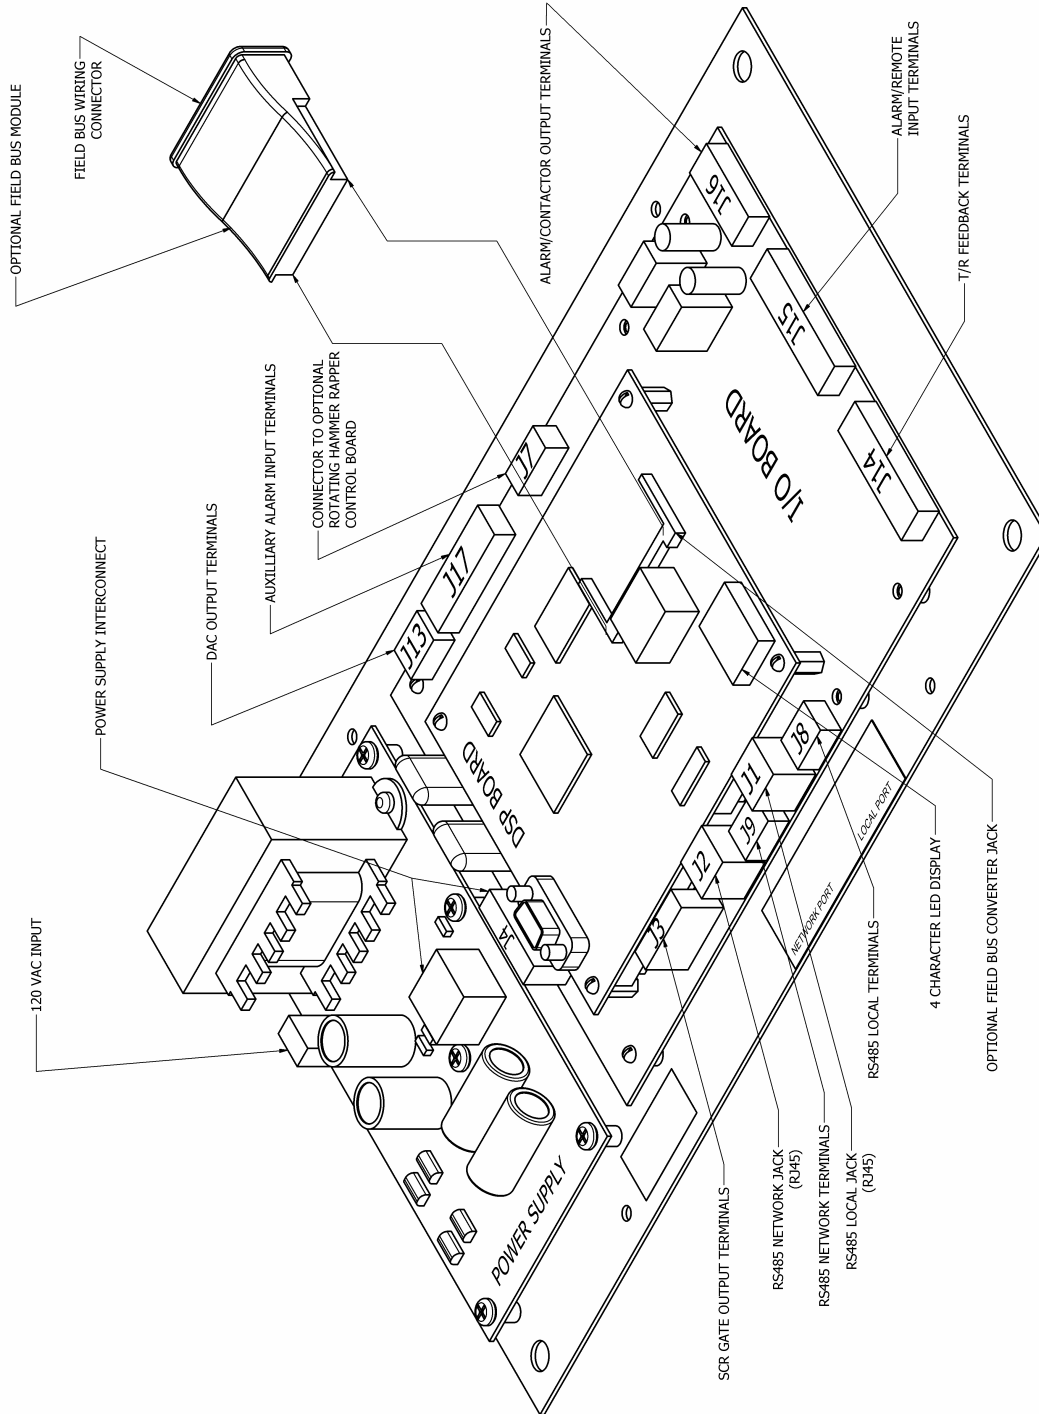 OPTIONAL FIELD BUS MODULE
FIELD BUS WIRING
CONNECTOR
ALARM/CONTACTOR OUTPUT TERMINALS
ALARM/REMOTE
INPUT TERMINALS
T/R FEEDBACK TERMINALS
AUXILLIARY ALARM INPUT TERMINALS
CONNECTOR TO OPTIONAL
ROTATING HAMMER RAPPER
CONTROL BOARD
DAC OUTPUT TERMINALS
POWER SUPPLY INTERCONNECT
120 VAC INPUT
J16
J15
J14
I/O BOARD
J7
J17
J13
DSP BOARD
J4
J8
J1
J9
J2
J3
LOCAL PORT
NETWORK PORT
POWER SUPPLY
SCR GATE OUTPUT TERMINALS
RS485 NETWORK JACK
(RJ45)
RS485 NETWORK TERMINALS
RS485 LOCAL JACK
(RJ45)
RS485 LOCAL TERMINALS
4 CHARACTER LED DISPLAY
OPTIONAL FIELD BUS CONVERTER JACK